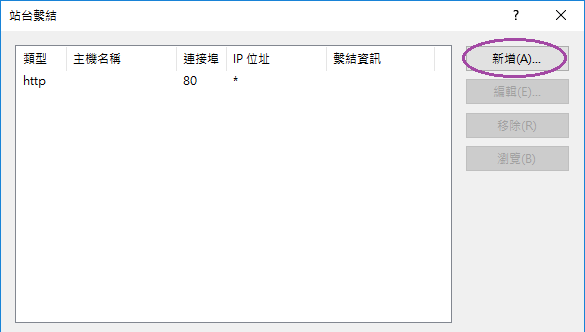 站台繫結 ?
類型 主機名稱 連接埠 IP 位址 繫結資訊
http 80 *
新增(A)...
編輯(E)...
移除(R)
瀏覽(B)